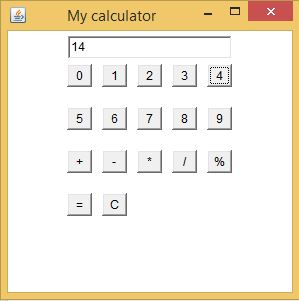 My calculator
14
0 1 2 3 4
5 6 7 8 9
+ - * / %
= C